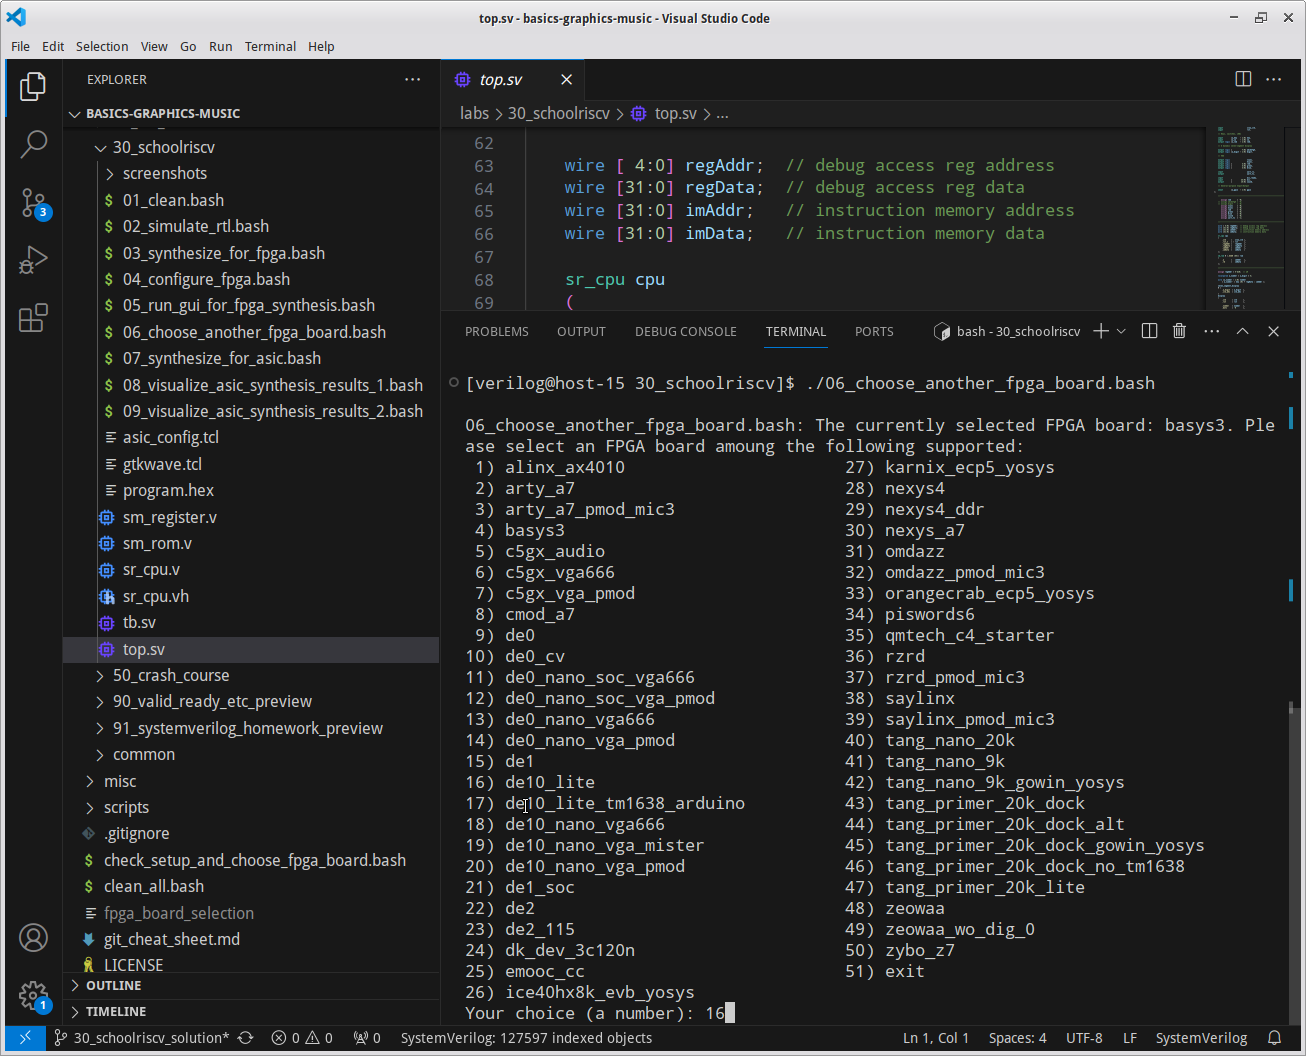 top.sv - basics-graphics-music - Visual Studio Code
File Edit Selection View Go Run Terminal Help
EXPLORER
BASICS-GRAPHICS-MUSIC
30_schoolriscv
screenshots
01_clean.bash
02_simulate_rtl.bash
03_synthesize_for_fpga.bash
04_configure_fpga.bash
05_run_gui_for_fpga_synthesis.bash
06_choose_another_fpga_board.bash
07_synthesize_for_asic.bash
08_visualize_asic_synthesis_results_1.bash
09_visualize_asic_synthesis_results_2.bash
asic_config.tcl
gtkwave.tcl
program.hex
sm_register.v
sm_rom.v
sr_cpu.v
sr_cpu.vh
tb.sv
top.sv
50_crash_course
90_valid_ready_etc_preview
91_systemverilog_homework_preview
common
misc
scripts
.gitignore
check_setup_and_choose_fpga_board.bash
clean_all.bash
fpga_board_selection
git_cheat_sheet.md
LICENSE
OUTLINE
TIMELINE
3
1
top.sv
labs > 30_schoolriscv > top.sv > ...
62
63 wire [ 4:0] regAddr; // debug access reg address
64 wire [31:0] regData; // debug access reg data
65 wire [31:0] imAddr; // instruction memory address
66 wire [31:0] imData; // instruction memory data
67
68 sr_cpu cpu
69 (
PROBLEMS OUTPUT DEBUG CONSOLE TERMINAL PORTS bash - 30_schoolriscv
[verilog@host-15 30_schoolriscv]$ ./06_choose_another_fpga_board.bash
06_choose_another_fpga_board.bash: The currently selected FPGA board: basys3. Ple
ase select an FPGA board amoung the following supported:
1) alinx_ax4010 27) karnix_ecp5_yosys
2) arty_a7 28) nexys4
3) arty_a7_pmod_mic3 29) nexys4_ddr
4) basys3 30) nexys_a7
5) c5gx_audio 31) omdazz
6) c5gx_vga666 32) omdazz_pmod_mic3
7) c5gx_vga_pmod 33) orangecrab_ecp5_yosys
8) cmod_a7 34) piswords6
9) de0 35) qmtech_c4_starter
10) de0_cv 36) rzrd
11) de0_nano_soc_vga666 37) rzrd_pmod_mic3
12) de0_nano_soc_vga_pmod 38) saylinx
13) de0_nano_vga666 39) saylinx_pmod_mic3
14) de0_nano_vga_pmod 40) tang_nano_20k
15) de1 41) tang_nano_9k
16) de10_lite 42) tang_nano_9k_gowin_yosys
17) de10_lite_tm1638_arduino 43) tang_primer_20k_dock
18) de10_nano_vga666 44) tang_primer_20k_dock_alt
19) de10_nano_vga_mister 45) tang_primer_20k_dock_gowin_yosys
20) de10_nano_vga_pmod 46) tang_primer_20k_dock_no_tm1638
21) de1_soc 47) tang_primer_20k_lite
22) de2 48) zeowaa
23) de2_115 49) zeowaa_wo_dig_0
24) dk_dev_3c120n 50) zybo_z7
25) emooc_cc 51) exit
26) ice40hx8k_evb_yosys
Your choice (a number): 16
30_schoolriscv_solution* 0 0 0 SystemVerilog: 127597 indexed objects Ln 1, Col 1 Spaces: 4 UTF-8 LF SystemVerilog